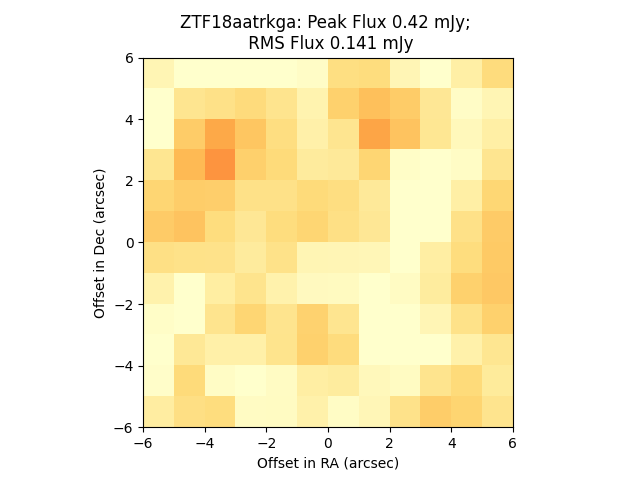 ZTF18aatrkga: Peak Flux 0.42 mJy;
RMS Flux 0.141 mJy
6
4
2
0
−2
−4
−6
Offset in Dec (arcsec)
−6 −4 −2 0 2 4 6
Offset in RA (arcsec)